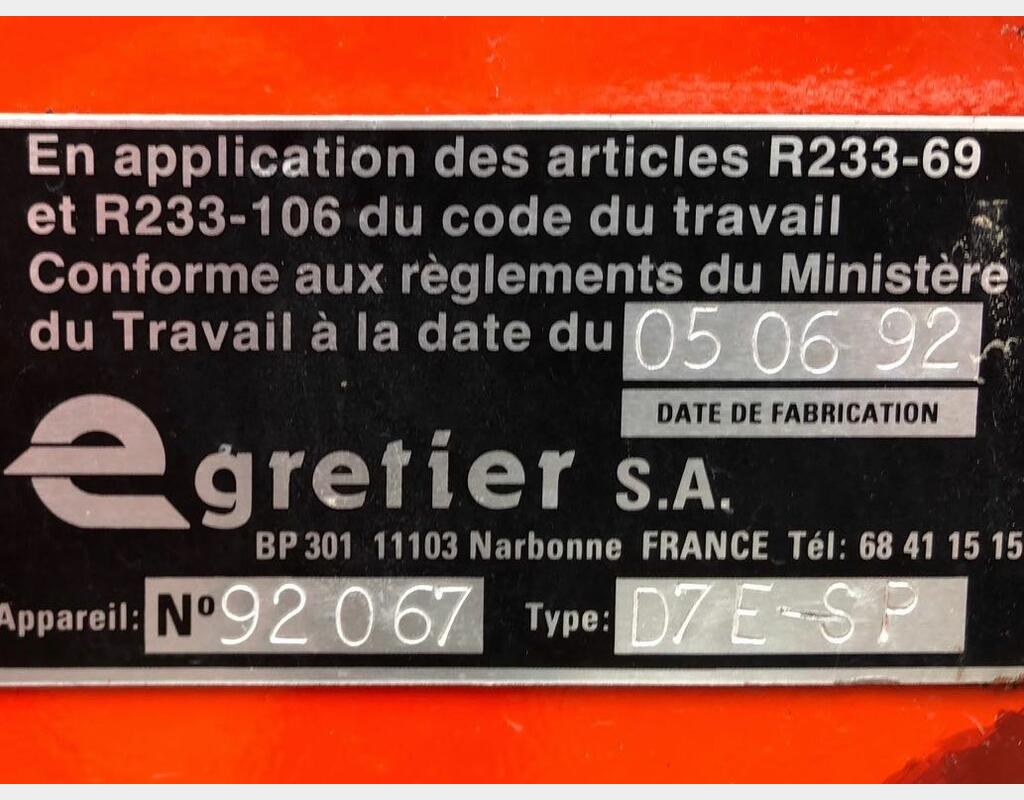 En application des articles R233-69
et R233-106 du code du travail
Conforme aux règlements du Ministère
du Travail à la date du 05 06 92
DATE DE FABRICATION
egretier S.A.
BP 301 11103 Narbonne FRANCE Tél: 68 41 15 15
Appareil: Nº 92 067 Type: D7E-SP